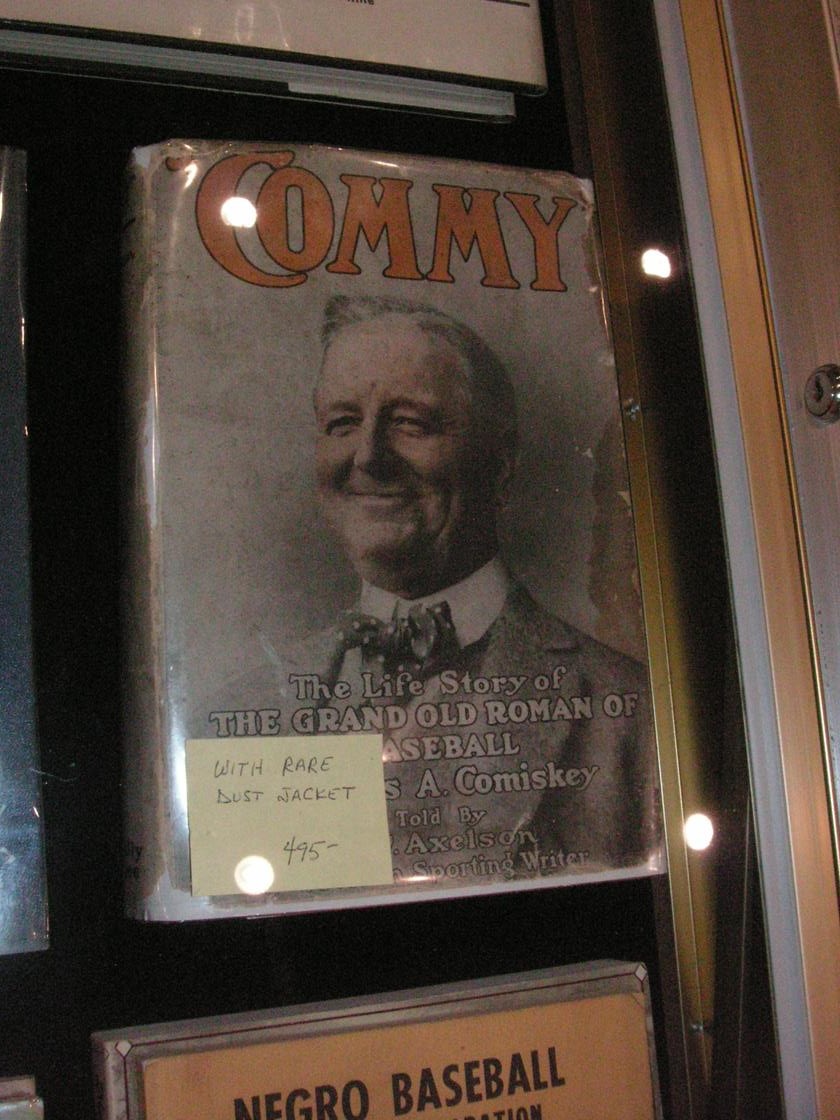 COMMY
The Life Story of
THE GRAND OLD ROMAN OF
ASEBALL
S A. Comiskey
Told By
. Axelson
Sporting Writer
WITH RARE
DUST JACKET
495-
NEGRO BASEBALL